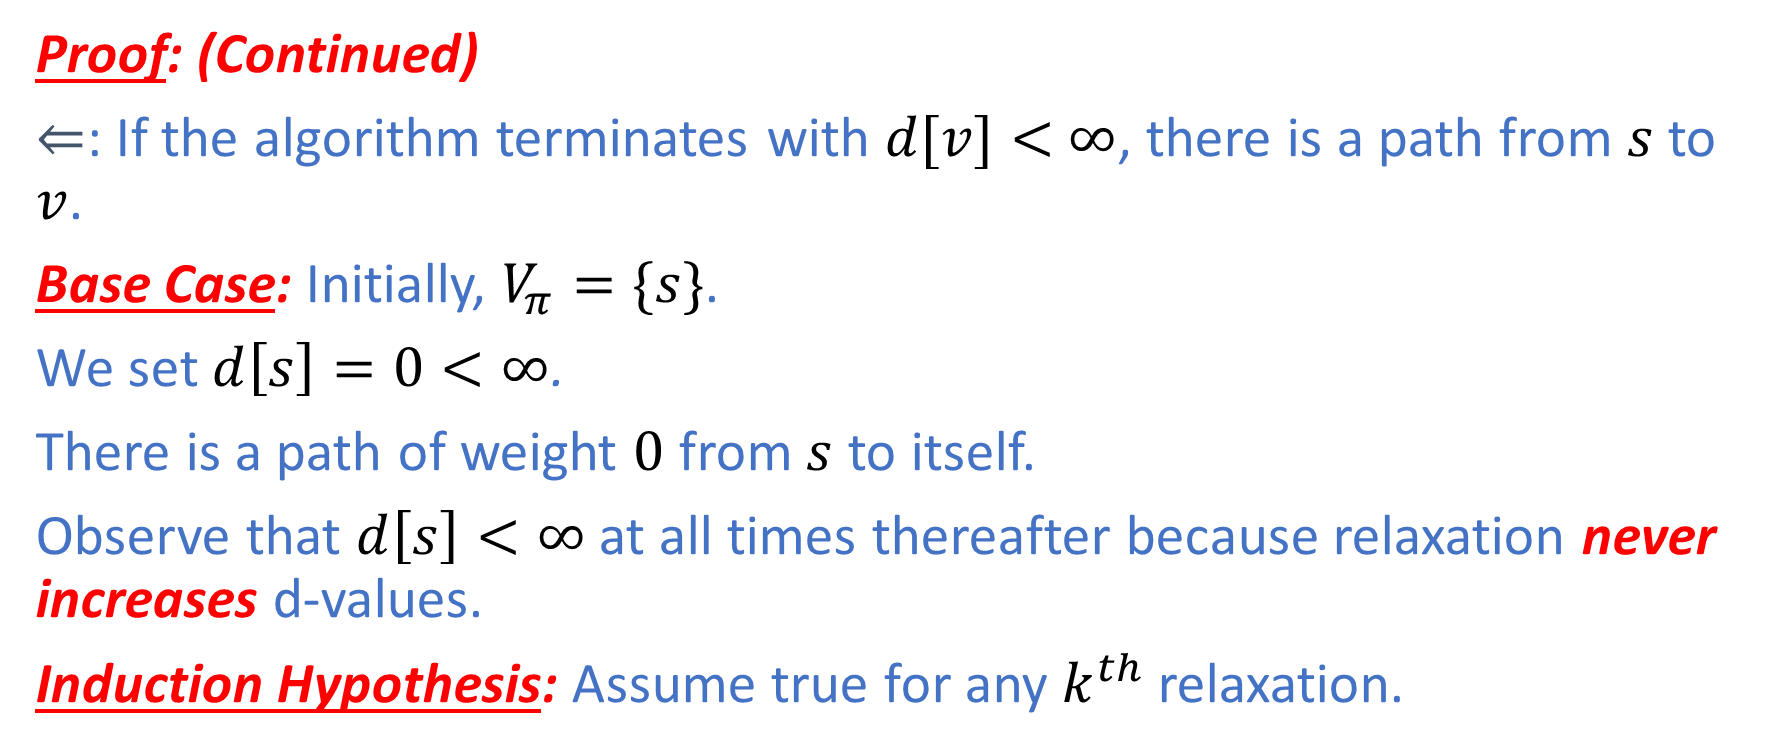 Proof: (Continued)
⇐: If the algorithm terminates with 𝑑[𝑣] < ∞, there is a path from 𝑠 to
𝑣.
Base Case: Initially, 𝑉_𝜋 = {𝑠}.
We set 𝑑[𝑠] = 0 < ∞.
There is a path of weight 0 from 𝑠 to itself.
Observe that 𝑑[𝑠] < ∞ at all times thereafter because relaxation never
increases d-values.
Induction Hypothesis: Assume true for any 𝑘^{𝑡ℎ} relaxation.